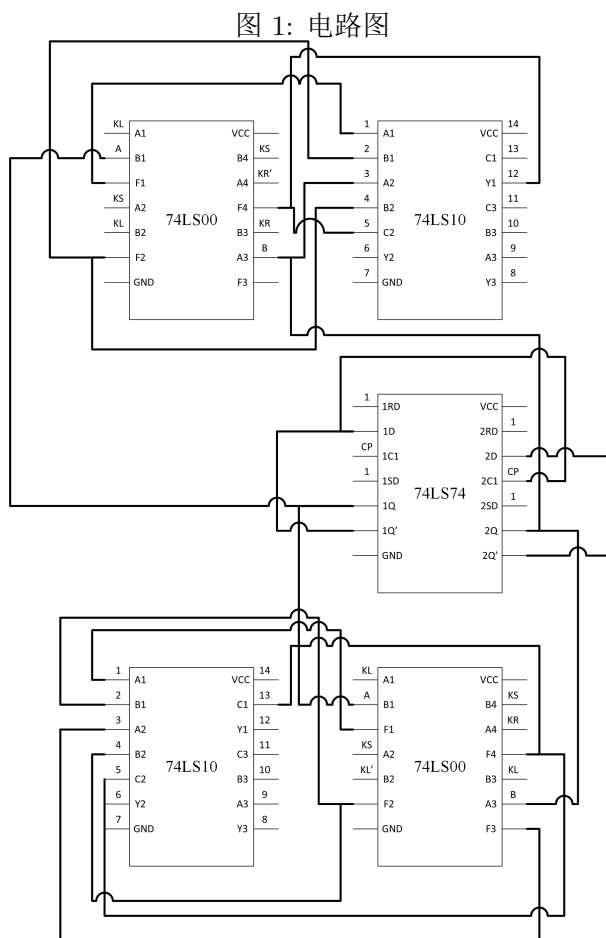 图 1: 电路图
KL A1 VCC
A B1 B4 KS
F1 A4 KR'
KS A2 F4
KL B2 B3 KR
F2 A3 B
GND F3
74LS00
1 A1 VCC 14
2 B1 C1 13
3 A2 Y1 12
4 B2 C3 11
5 C2 B3 10
6 Y2 A3 9
7 GND Y3 8
74LS10
1 1RD VCC
1D 2RD 1
CP 1C1 2D
1 1SD 2C1 CP
1Q 2SD 1
1Q' 2Q
GND 2Q'
74LS74
1 A1 VCC 14
2 B1 C1 13
3 A2 Y1 12
4 B2 C3 11
5 C2 B3 10
6 Y2 A3 9
7 GND Y3 8
74LS10
KL A1 VCC
A B1 B4 KS
F1 A4 KR
KS A2 F4
KL' B2 B3 KL
F2 A3 B
GND F3
74LS00